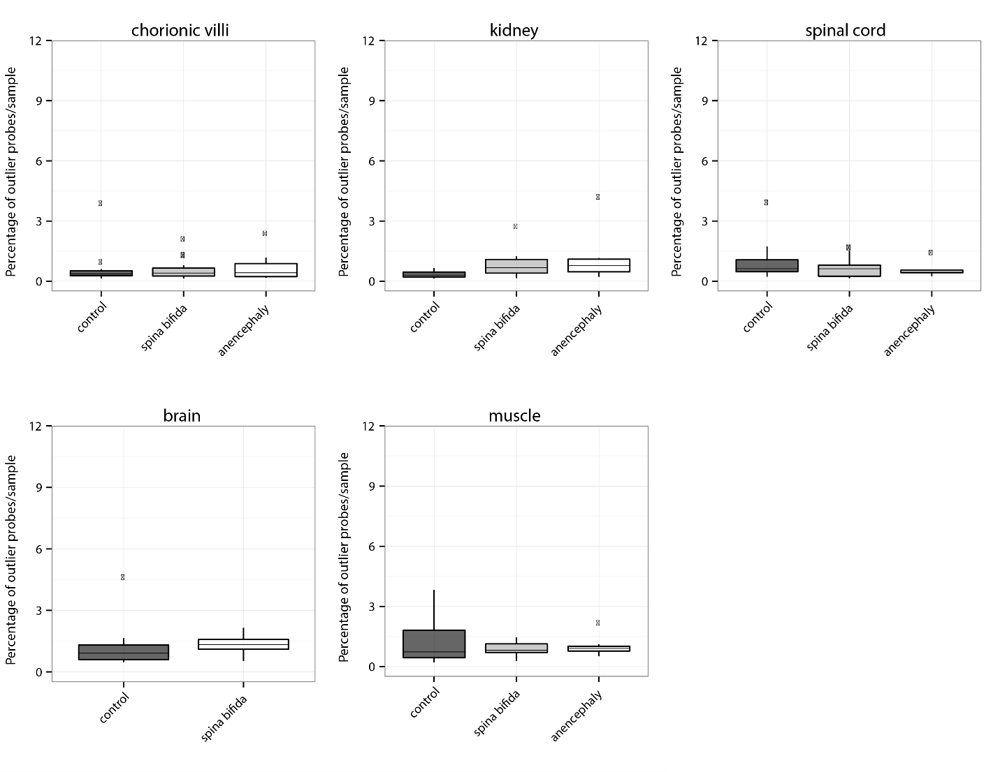 chorionic villi
Percentage of outlier probes/sample
12
9
6
3
0
control
spina bifida
anencephaly
kidney
Percentage of outlier probes/sample
12
9
6
3
0
control
spina bifida
anencephaly
spinal cord
Percentage of outlier probes/sample
12
9
6
3
0
control
spina bifida
anencephaly
brain
Percentage of outlier probes/sample
12
9
6
3
0
control
spina bifida
muscle
Percentage of outlier probes/sample
12
9
6
3
0
control
spina bifida
anencephaly